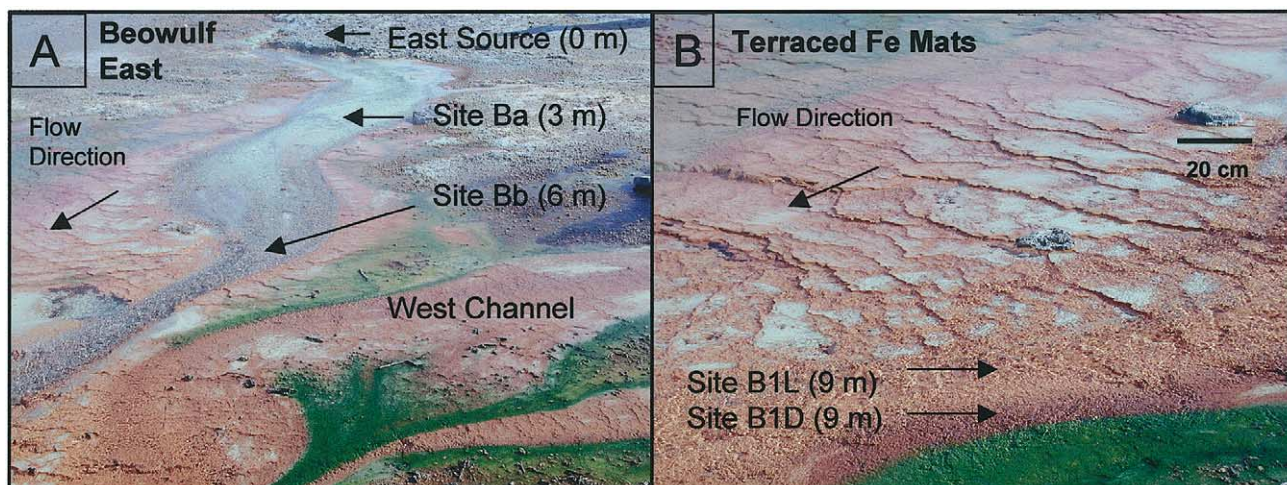 A
Beowulf
East
East Source (0 m)
Site Ba (3 m)
Flow
Direction
Site Bb (6 m)
West Channel
B
Terraced Fe Mats
Flow Direction
20 cm
Site B1L (9 m)
Site B1D (9 m)